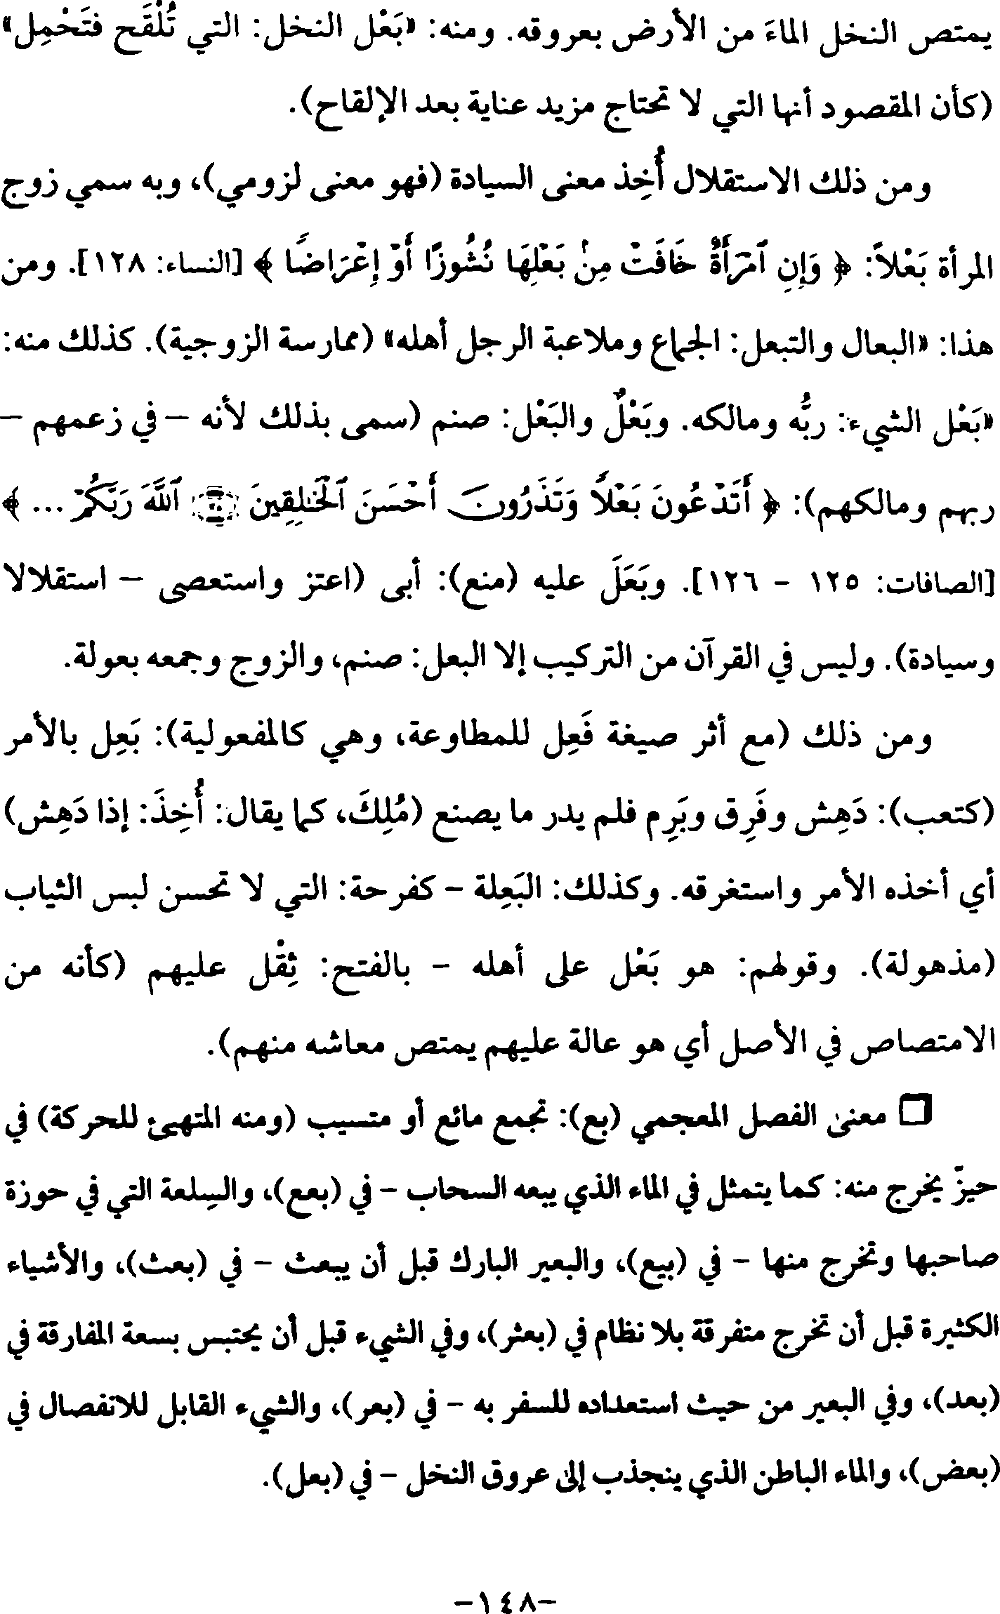 يمتص النخل الماءَ من الأرض بعروقه. ومنه: «بَعْل النخل: التي تُلْقَح فتَحْمِل»
(كأن المقصود أنها التي لا تحتاج مزيد عناية بعد الإلقاح).
ومن ذلك الاستقلال أُخِذ معنى السيادة (فهو معنى لزومي)، وبه سمي زوج
المرأة بَعْلاً: ﴿ وَإِنِ ٱمْرَأَةٌ خَافَتْ مِنۢ بَعْلِهَا نُشُوزًا أَوْ إِعْرَاضًا ﴾ [النساء: ١٢٨]. ومن
هذا: «البعال والتبعل: الجماع وملاعبة الرجل أهله» (ممارسة الزوجية). كذلك منه:
«بَعْل الشيء: ربُّه ومالكه. وبَعْلٌ والبَعْل: صنم (سمى بذلك لأنه – في زعمهم –
ربهم ومالكهم): ﴿ أَتَدْعُونَ بَعْلاً وَتَذَرُونَ أَحْسَنَ ٱلْخَـٰلِقِينَ ۝ ٱللَّهَ رَبَّكُمْ ... ﴾
[الصافات: ١٢٥ - ١٢٦]. وبَعَلَ عليه (منع): أبى (اعتز واستعصى – استقلالا
وسيادة). وليس في القرآن من التركيب إلا البعل: صنم، والزوج وجمعه بعولة.
ومن ذلك (مع أثر صيغة فَعِل للمطاوعة، وهي كالمفعولية): بَعِل بالأمر
(كتعب): دَهِش وفَرِق وبَرِم فلم يدر ما يصنع (مُلِكَ، كما يقال: أُخِذَ: إذا دَهِش)
أي أخذه الأمر واستغرقه. وكذلك: البَعِلة - كفرحة: التي لا تحسن لبس الثياب
(مذهولة). وقولهم: هو بَعْل على أهله - بالفتح: ثِقْل عليهم (كأنه من
الامتصاص في الأصل أي هو عالة عليهم يمتص معاشه منهم).
❒ معنى الفصل المعجمي (بع): تجمع مائع أو متسيب (ومنه المتهيئ للحركة) في
حيزّ يخرج منه: كما يتمثل في الماء الذي يبعه السحاب - في (بعع)، والسِلعة التي في حوزة
صاحبها وتخرج منها - في (بيع)، والبعير البارك قبل أن يبعث - في (بعث)، والأشياء
الكثيرة قبل أن تخرج متفرقة بلا نظام في (بعثر)، وفي الشيء قبل أن يحتبس بسعة المفارقة في
(بعد)، وفي البعير من حيث استعداده للسفر به - في (بعر)، والشيء القابل للانفصال في
(بعض)، والماء الباطن الذي ينجذب إلى عروق النخل - في (بعل).
-١٤٨-